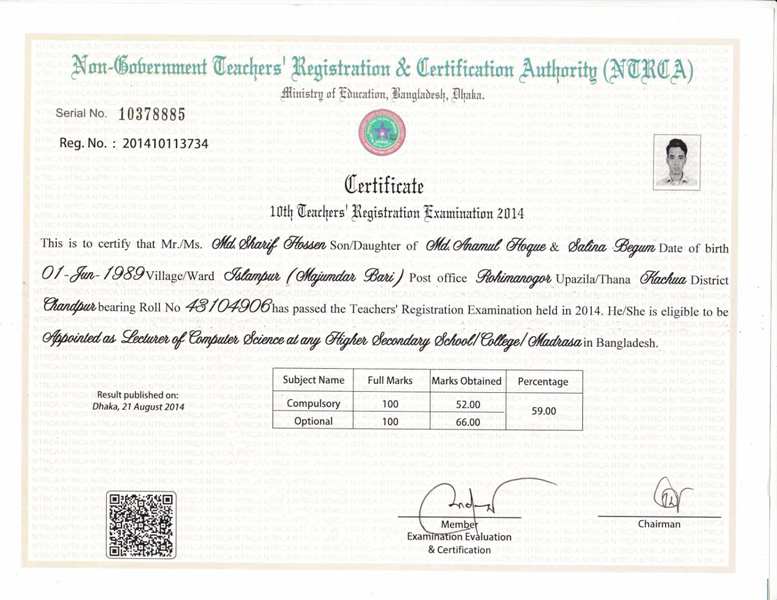 Non-Government Teachers' Registration & Certification Authority (NTRCA)
Ministry of Education, Bangladesh, Dhaka.
Serial No. 10378885
Reg. No. : 201410113734
Certificate
10th Teachers' Registration Examination 2014
This is to certify that Mr./Ms. Md. Sharif Hossen Son/Daughter of Md. Anamul Hoque & Salina Begum Date of birth
01-Jun-1989 Village/Ward Islampur (Majumdar Bari) Post office Rohimanogor Upazila/Thana Kachua District
Chandpur bearing Roll No 43104906 has passed the Teachers' Registration Examination held in 2014. He/She is eligible to be
Appointed as Lecturer of Computer Science at any Higher Secondary School/College/Madrasa in Bangladesh.
Subject Name Full Marks Marks Obtained Percentage
Compulsory 100 52.00 59.00
Optional 100 66.00
Result published on:
Dhaka, 21 August 2014
Member
Examination Evaluation
& Certification
Chairman